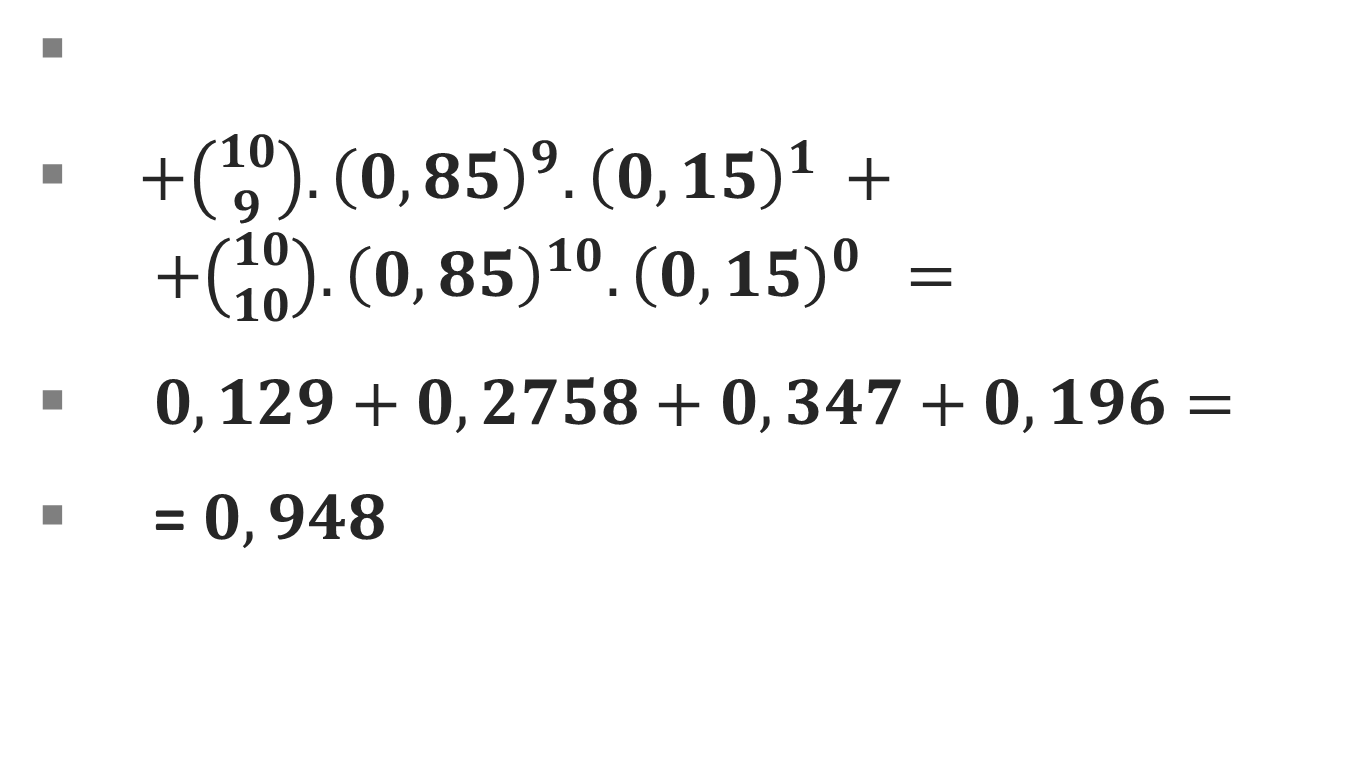 +(10 9).(0,85)^9.(0,15)^1 +
+(10 10).(0,85)^10.(0,15)^0 =
0,129 + 0,2758 + 0,347 + 0,196 =
= 0,948